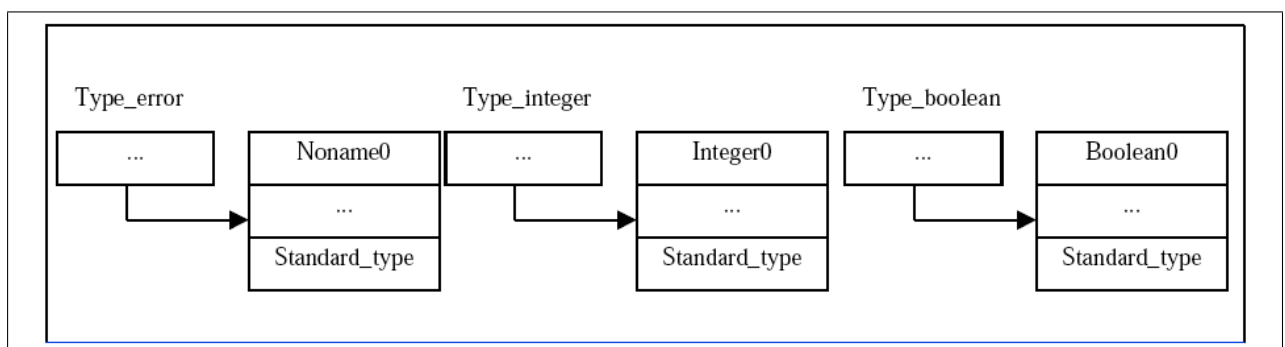 Type_error Type_integer Type_boolean
... Noname0 ... Integer0 ... Boolean0
... ... ...
Standard_type Standard_type Standard_type